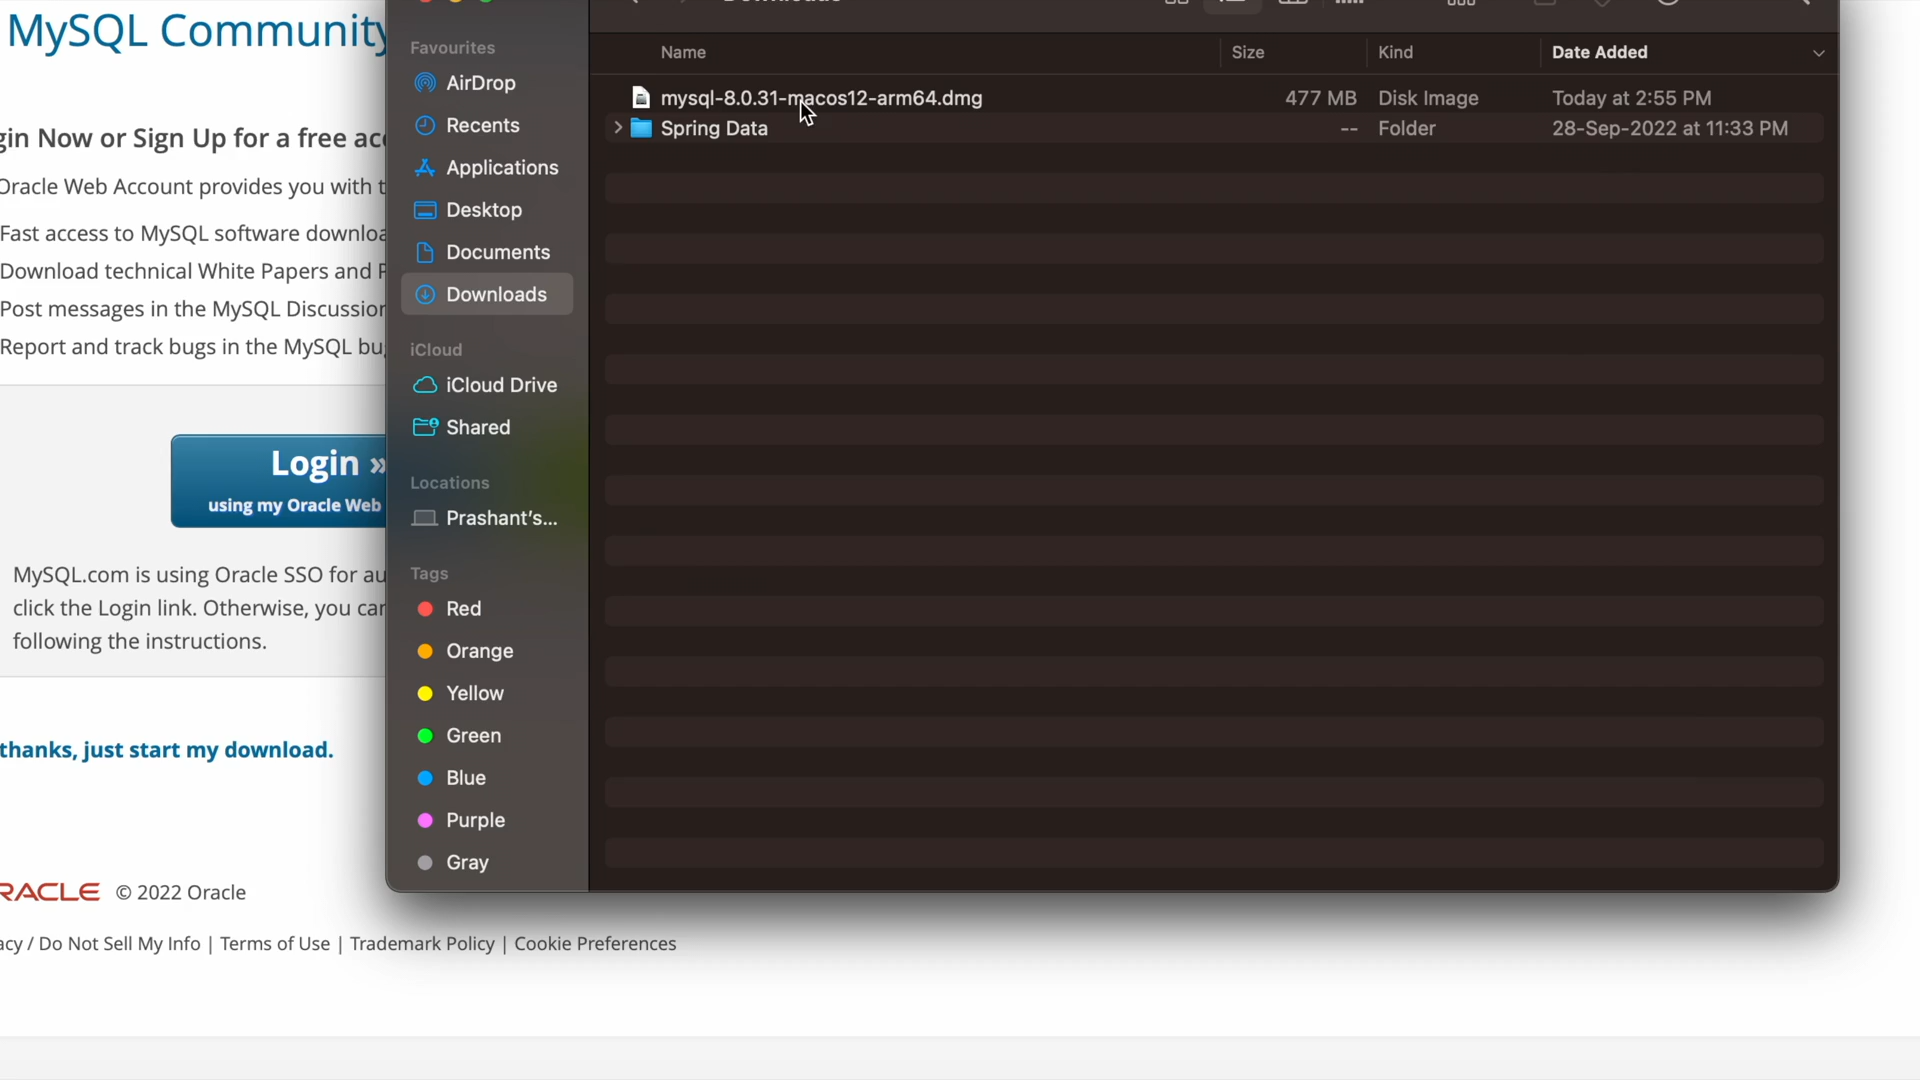 MySQL Community
gin Now or Sign Up for a free acc
Oracle Web Account provides you with t
Fast access to MySQL software downloa
Download technical White Papers and P
Post messages in the MySQL Discussion
Report and track bugs in the MySQL bu
Login »
using my Oracle Web
MySQL.com is using Oracle SSO for au
click the Login link. Otherwise, you can
following the instructions.
thanks, just start my download.
RACLE © 2022 Oracle
acy / Do Not Sell My Info | Terms of Use | Trademark Policy | Cookie Preferences
Favourites
AirDrop
Recents
Applications
Desktop
Documents
Downloads
iCloud
iCloud Drive
Shared
Locations
Prashant's...
Tags
Red
Orange
Yellow
Green
Blue
Purple
Gray
Name Size Kind Date Added
mysql-8.0.31-macos12-arm64.dmg 477 MB Disk Image Today at 2:55 PM
Spring Data -- Folder 28-Sep-2022 at 11:33 PM